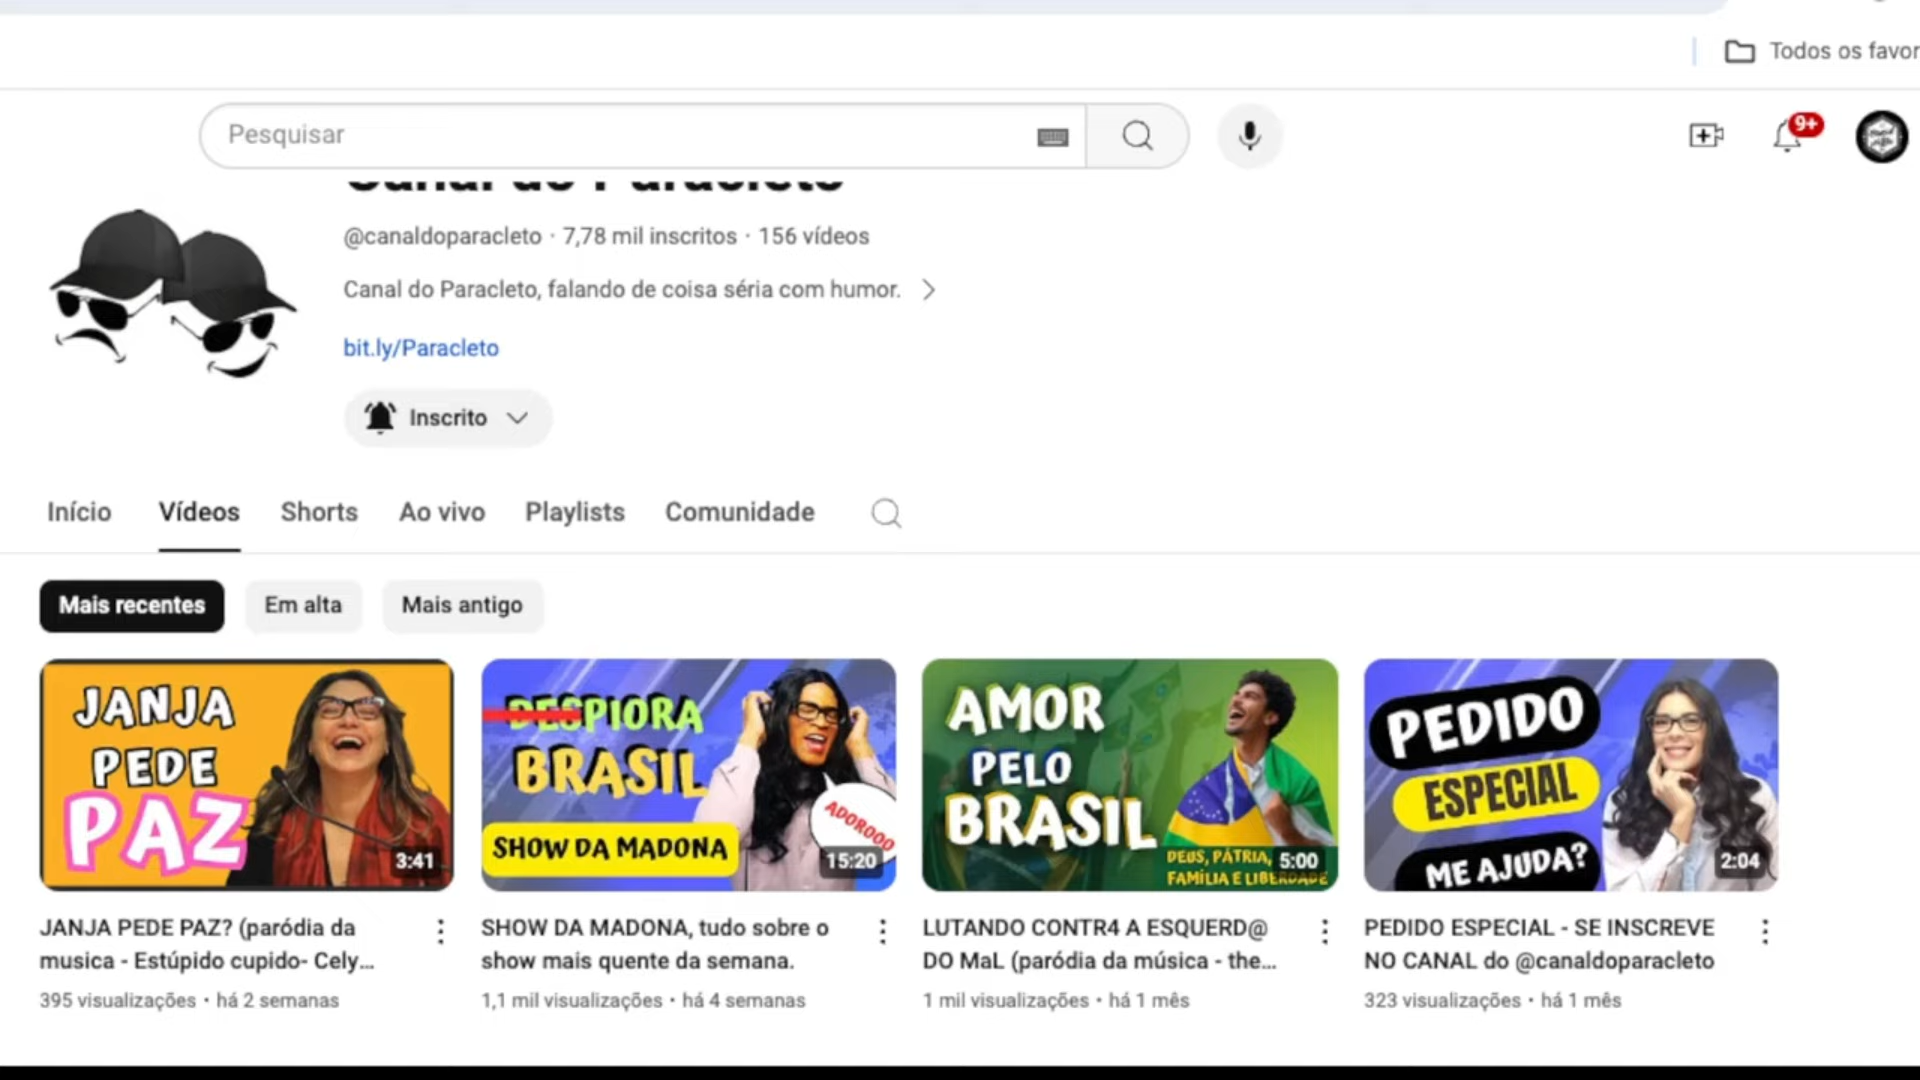 Todos os favor
Pesquisar
9+
Canal do Paracleto
@canaldoparacleto · 7,78 mil inscritos · 156 vídeos
Canal do Paracleto, falando de coisa séria com humor.
bit.ly/Paracleto
Inscrito
Início Vídeos Shorts Ao vivo Playlists Comunidade
Mais recentes Em alta Mais antigo
JANJA
PEDE
PAZ
3:41
DESPIORA
BRASIL
SHOW DA MADONA
ADOROOO
15:20
AMOR
PELO
BRASIL
DEUS, PÁTRIA,
FAMÍLIA E LIBERDADE
5:00
PEDIDO
ESPECIAL
ME AJUDA?
2:04
JANJA PEDE PAZ? (paródia da
musica - Estúpido cupido- Cely...
395 visualizações • há 2 semanas
SHOW DA MADONA, tudo sobre o
show mais quente da semana.
1,1 mil visualizações • há 4 semanas
LUTANDO CONTR4 A ESQUERD@
DO MaL (paródia da música - the...
1 mil visualizações • há 1 mês
PEDIDO ESPECIAL - SE INSCREVE
NO CANAL do @canaldoparacleto
323 visualizações • há 1 mês